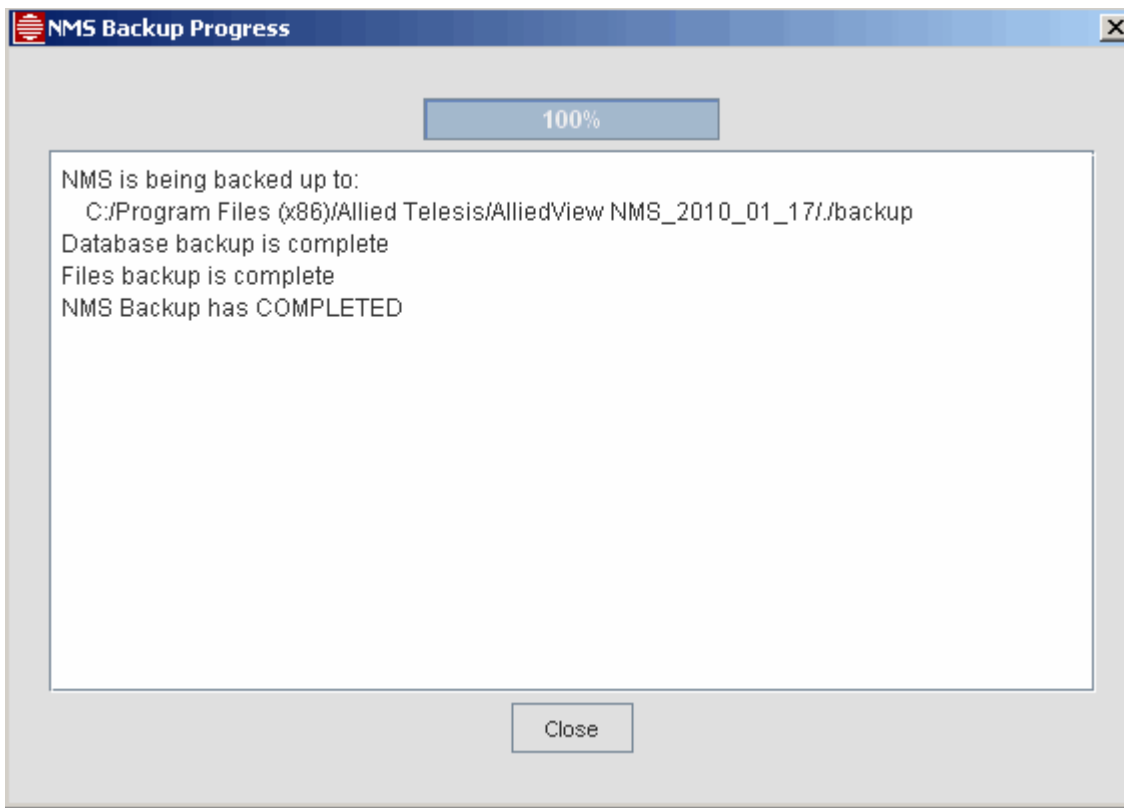 NMS Backup Progress
100%
NMS is being backed up to:
C:/Program Files (x86)/Allied Telesis/AlliedView NMS_2010_01_17/./backup
Database backup is complete
Files backup is complete
NMS Backup has COMPLETED
Close